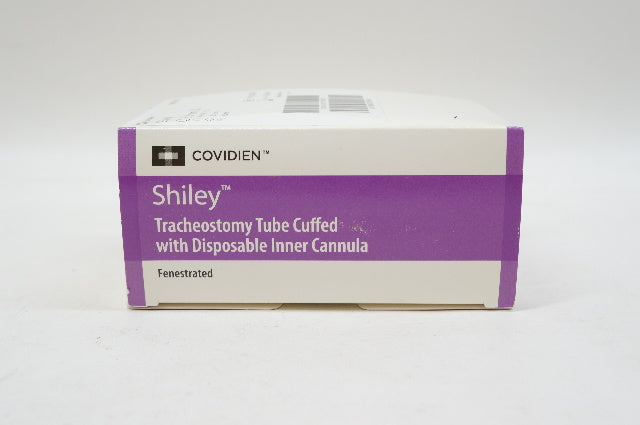 COVIDIEN™
Shiley™
Tracheostomy Tube Cuffed
with Disposable Inner Cannula
Fenestrated